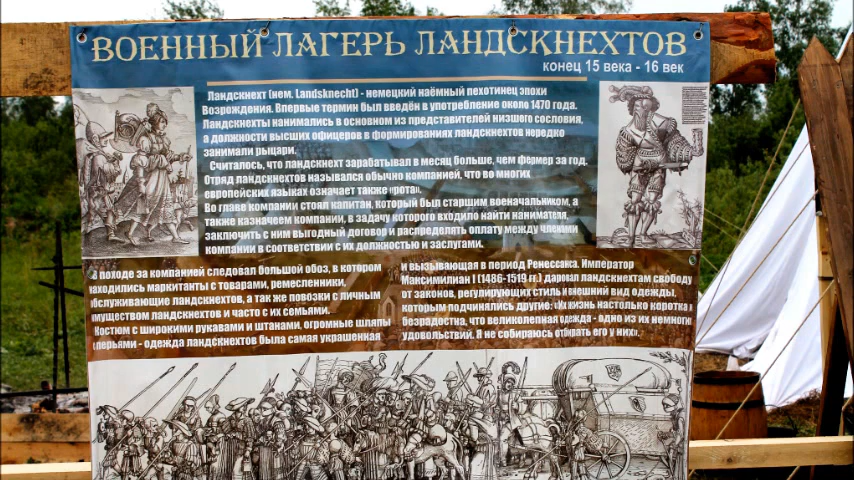 ВОЕННЫЙ ЛАГЕРЬ ЛАНДСКНЕХТОВ
конец 15 века - 16 век
Ландскнехт (нем. Landsknecht) - немецкий наёмный пехотинец эпохи
Возрождения. Впервые термин был введён в употребление около 1470 года.
Ландскнехты нанимались в основном из представителей низшего сословия,
а должности высших офицеров в формированиях ландскнехтов нередко
занимали рыцари.
Считалось, что ландскнехт зарабатывал в месяц больше, чем фермер за год.
Отряд ландскнехтов назывался обычно компанией, что во многих
европейских языках означает также «рота».
Во главе компании стоял капитан, который был старшим военачальником, а
также казначеем компании, в задачу которого входило найти нанимателя,
заключить с ним выгодный договор и распределять оплату между членами
компании в соответствии с их должностью и заслугами.
В походе за компанией следовал большой обоз, в котором
находились маркитанты с товарами, ремесленники,
обслуживающие ландскнехтов, а так же повозки с личным
имуществом ландскнехтов и часто с их семьями.
Костюм с широкими рукавами и штанами, огромные шляпы
с перьями - одежда ландскнехтов была самая украшенная
и вызывающая в период Ренессанса. Император
Максимилиан I (1486-1519 гг.) даровал ландскнехтам свободу
от законов, регулирующих стиль и внешний вид одежды,
которым подчинялись другие: «Их жизнь настолько коротка и
безрадостна, что великолепная одежда - одно из их немногих
удовольствий. Я не собираюсь отбирать его у них».